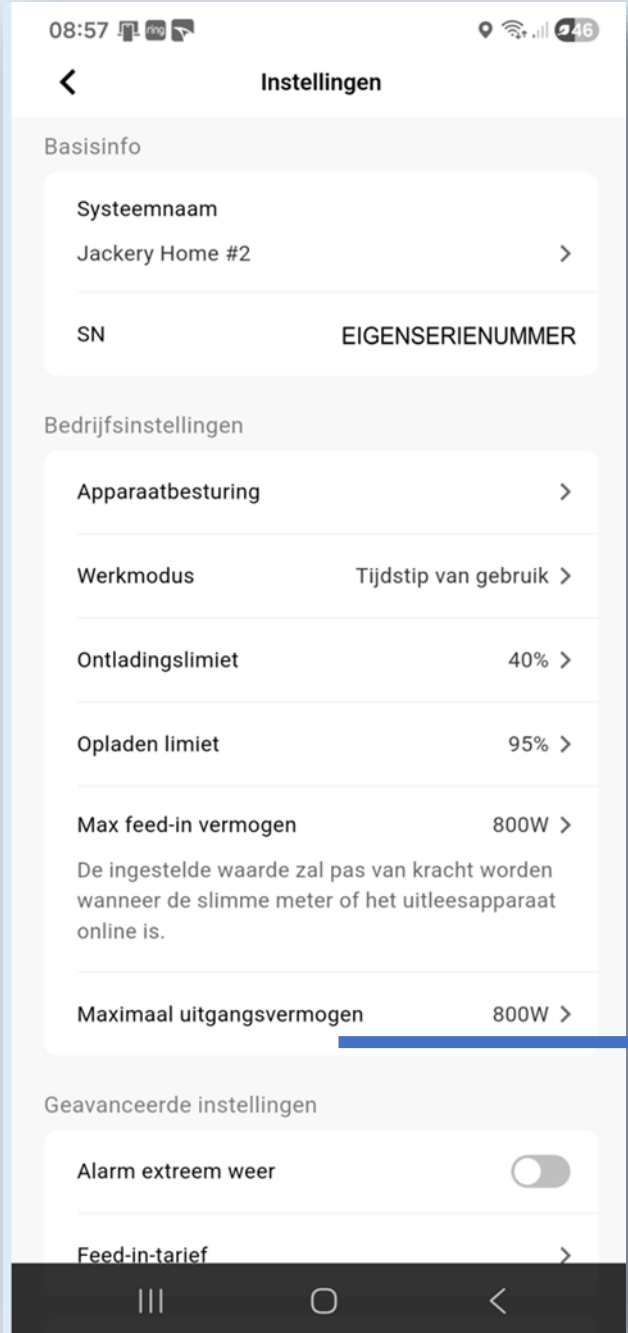 08:57 ring 46
Instellingen
Basisinfo
Systeemnaam
Jackery Home #2
SN EIGENSERIENUMMER
Bedrijfsinstellingen
Apparaatbesturing
Werkmodus Tijdstip van gebruik
Ontladingslimiet 40%
Opladen limiet 95%
Max feed-in vermogen 800W
De ingestelde waarde zal pas van kracht worden
wanneer de slimme meter of het uitleesapparaat
online is.
Maximaal uitgangsvermogen 800W
Geavanceerde instellingen
Alarm extreem weer
Feed-in-tarief